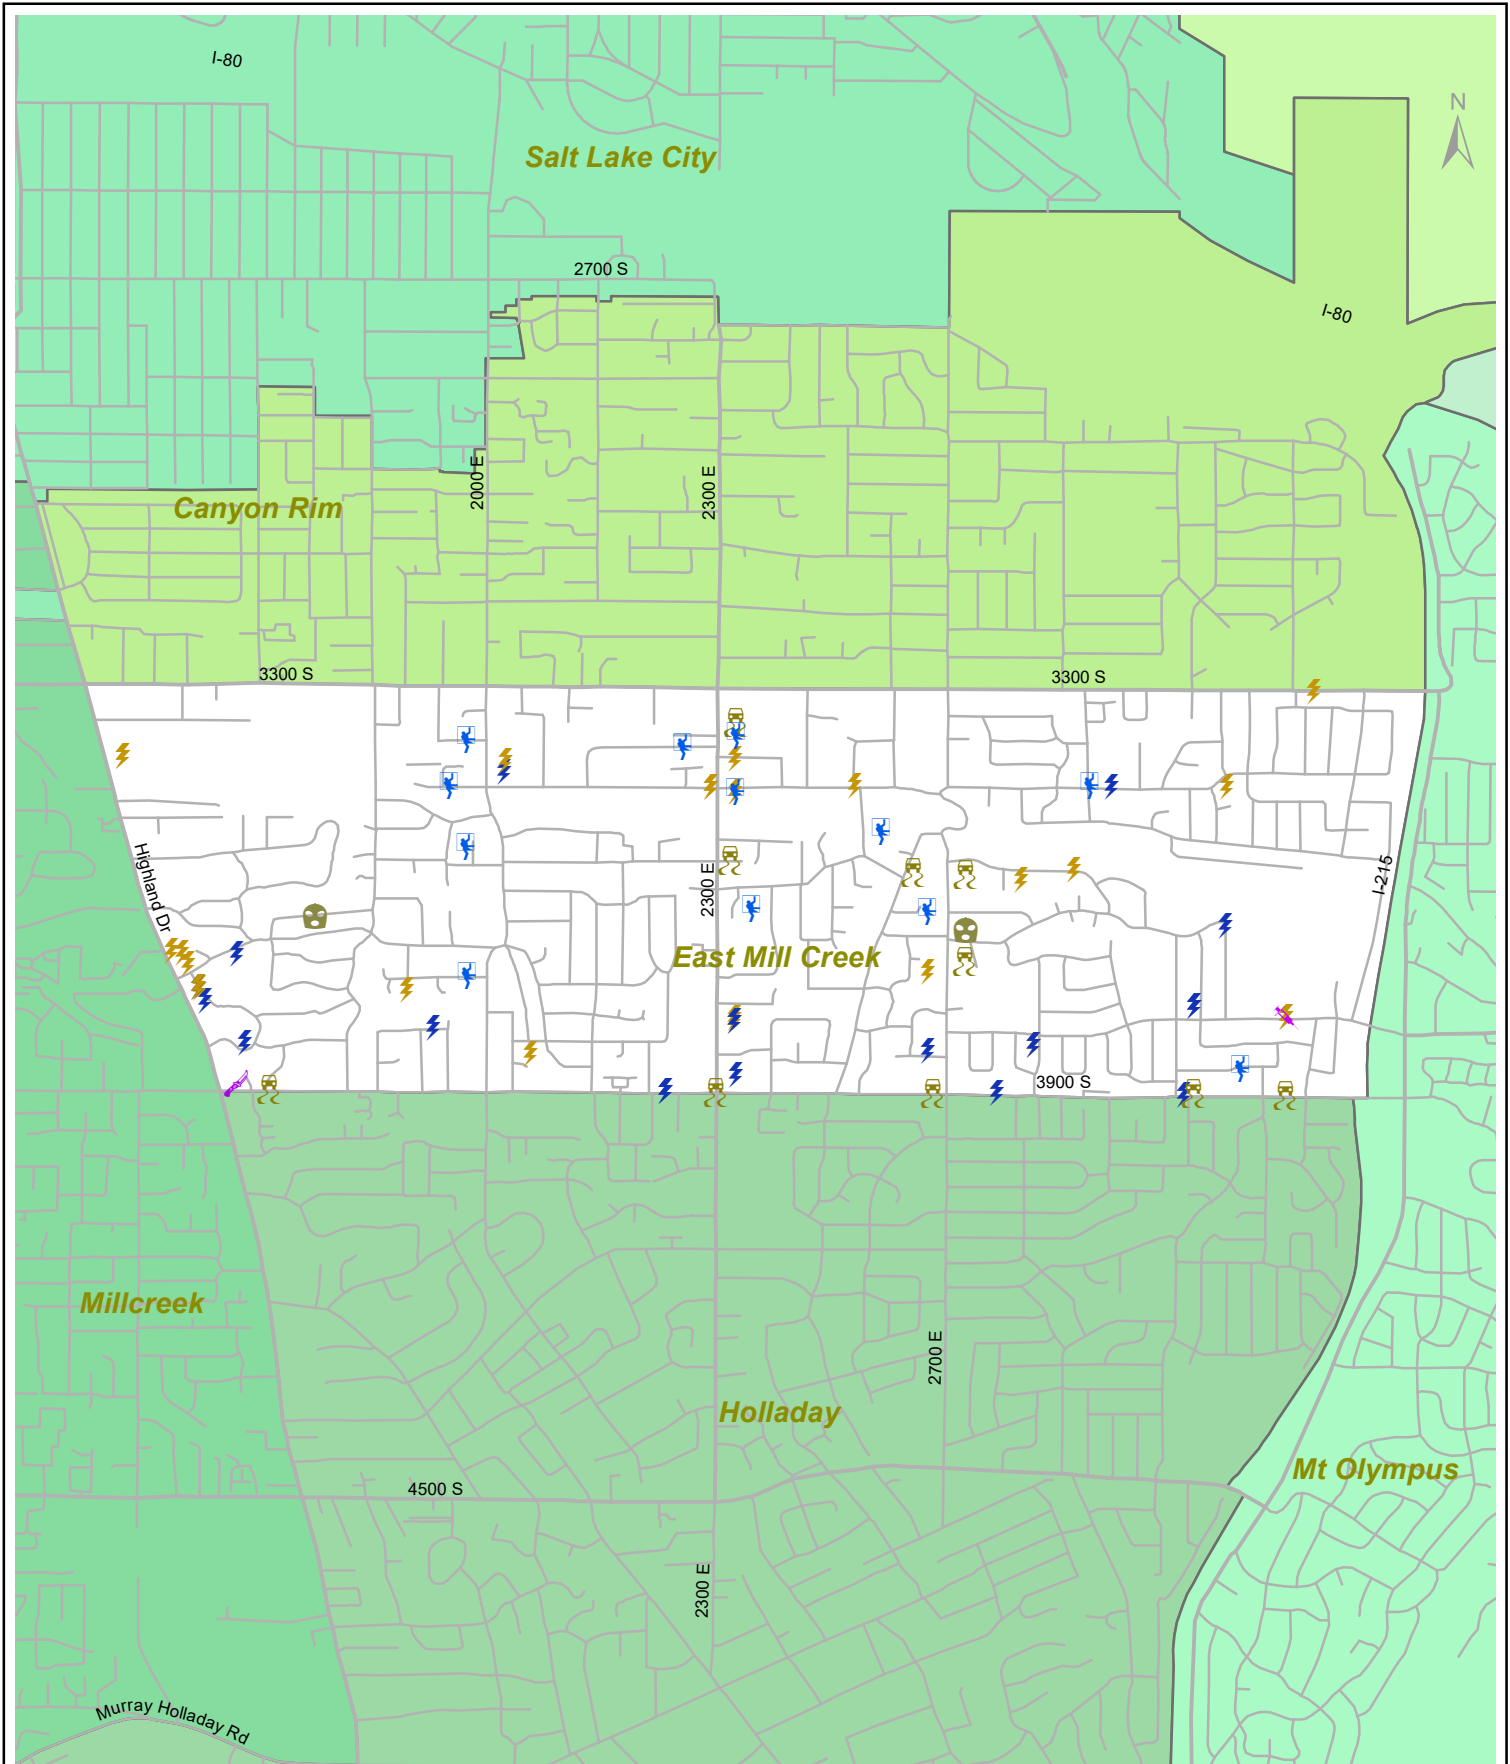 I-80
N
Salt Lake City
2700 S
I-80
2000 E
2300 E
Canyon Rim
3300 S
3300 S
Highland Dr
2300 E
I-215
East Mill Creek
3900 S
Millcreek
2700 E
Holladay
Mt Olympus
4500 S
2300 E
Murray Holladay Rd